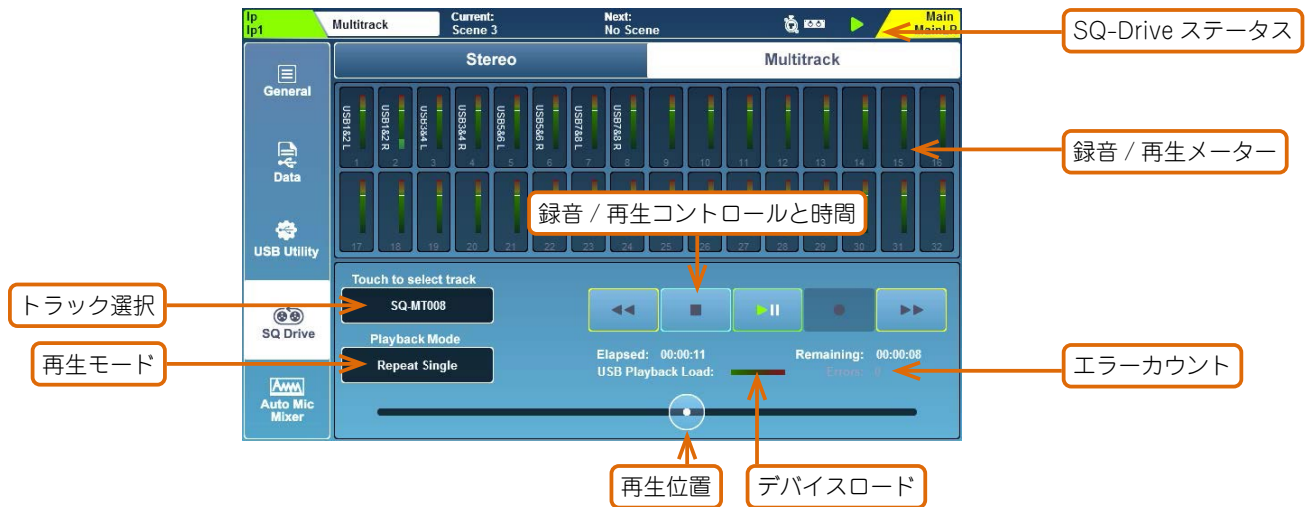 Ip
Ip1
Multitrack
Current:
Scene 3
Next:
No Scene
Main
MainLR
SQ-Drive ステータス
General
Data
USB Utility
SQ Drive
Auto Mic
Mixer
Stereo
Multitrack
USB1&2 L
USB1&2 R
USB3&4 L
USB3&4 R
USB5&6 L
USB5&6 R
USB7&8 L
USB7&8 R
1 2 3 4 5 6 7 8 9 10 11 12 13 14 15 16
録音 / 再生メーター
録音 / 再生コントロールと時間
17 18 19 20 21 22 23 24 25 26 27 28 29 30 31 32
Touch to select track
SQ-MT008
トラック選択
Playback Mode
Repeat Single
再生モード
Elapsed: 00:00:11
Remaining: 00:00:08
USB Playback Load:
Errors: 0
エラーカウント
再生位置
デバイスロード